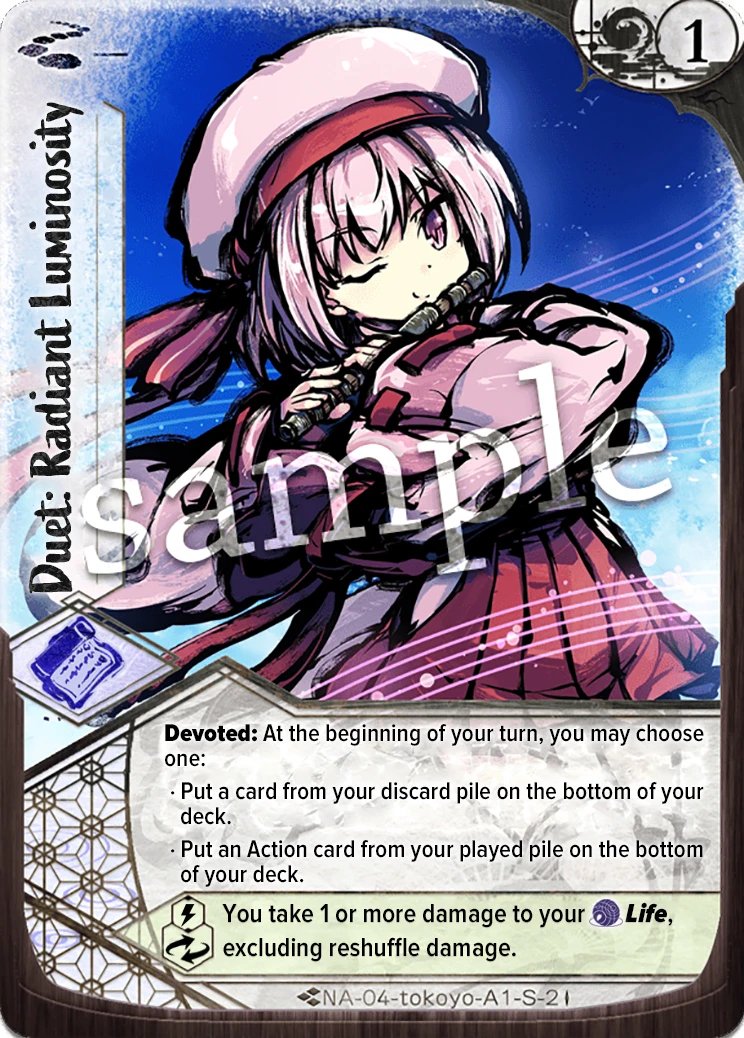 1
Duet: Radiant Luminosity
sample
Devoted: At the beginning of your turn, you may choose
one:
· Put a card from your discard pile on the bottom of your
deck.
· Put an Action card from your played pile on the bottom
of your deck.
You take 1 or more damage to your Life,
excluding reshuffle damage.
NA-04-tokoyo-A1-S-2